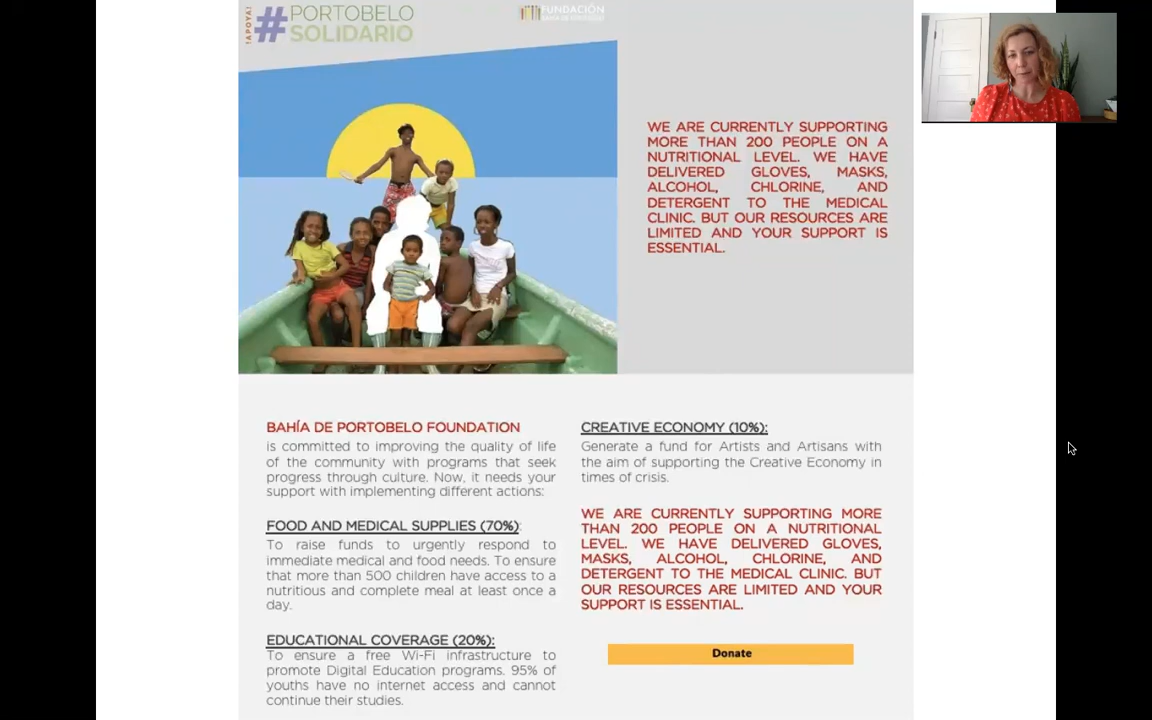 ¡APOYA!
#PORTOBELO
SOLIDARIO
FUNDACIÓN
WE ARE CURRENTLY SUPPORTING
MORE THAN 200 PEOPLE ON A
NUTRITIONAL LEVEL. WE HAVE
DELIVERED GLOVES, MASKS,
ALCOHOL, CHLORINE, AND
DETERGENT TO THE MEDICAL
CLINIC. BUT OUR RESOURCES ARE
LIMITED AND YOUR SUPPORT IS
ESSENTIAL.
BAHÍA DE PORTOBELO FOUNDATION
is committed to improving the quality of life
of the community with programs that seek
progress through culture. Now, it needs your
support with implementing different actions:
FOOD AND MEDICAL SUPPLIES (70%):
To raise funds to urgently respond to
immediate medical and food needs. To ensure
that more than 500 children have access to a
nutritious and complete meal at least once a
day.
EDUCATIONAL COVERAGE (20%):
To ensure a free Wi-Fi infrastructure to
promote Digital Education programs. 95% of
youths have no internet access and cannot
continue their studies.
CREATIVE ECONOMY (10%):
Generate a fund for Artists and Artisans with
the aim of supporting the Creative Economy in
times of crisis.
WE ARE CURRENTLY SUPPORTING MORE
THAN 200 PEOPLE ON A NUTRITIONAL
LEVEL. WE HAVE DELIVERED GLOVES,
MASKS, ALCOHOL, CHLORINE, AND
DETERGENT TO THE MEDICAL CLINIC. BUT
OUR RESOURCES ARE LIMITED AND YOUR
SUPPORT IS ESSENTIAL.
Donate